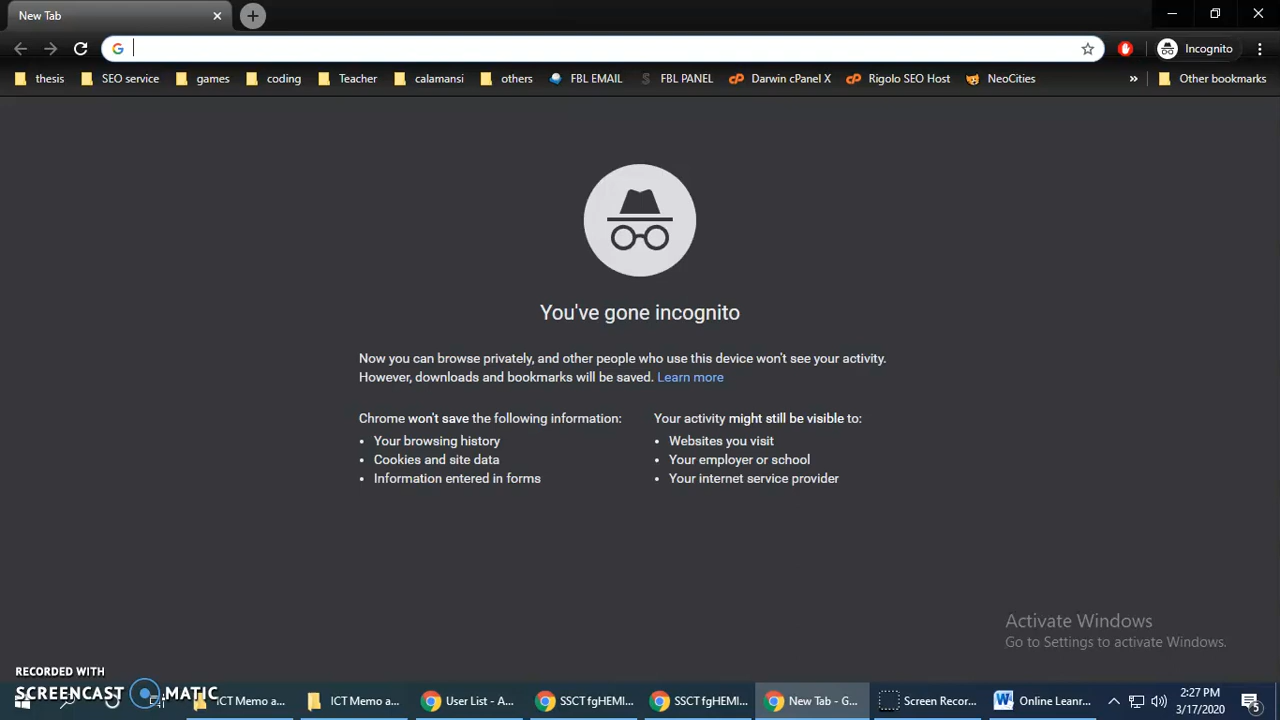 New Tab
Incognito
thesis SEO service games coding Teacher calamansi others FBL EMAIL FBL PANEL Darwin cPanel X Rigolo SEO Host NeoCities » Other bookmarks
You've gone incognito
Now you can browse privately, and other people who use this device won't see your activity.
However, downloads and bookmarks will be saved. Learn more
Chrome won't save the following information:
• Your browsing history
• Cookies and site data
• Information entered in forms
Your activity might still be visible to:
• Websites you visit
• Your employer or school
• Your internet service provider
Activate Windows
Go to Settings to activate Windows.
RECORDED WITH
SCREENCAST MATIC
ICT Memo a... ICT Memo a... User List - A... SSCT fgHEMI... SSCT fgHEMI... New Tab - G... Screen Recor... Online Learn... 2:27 PM
3/17/2020
5